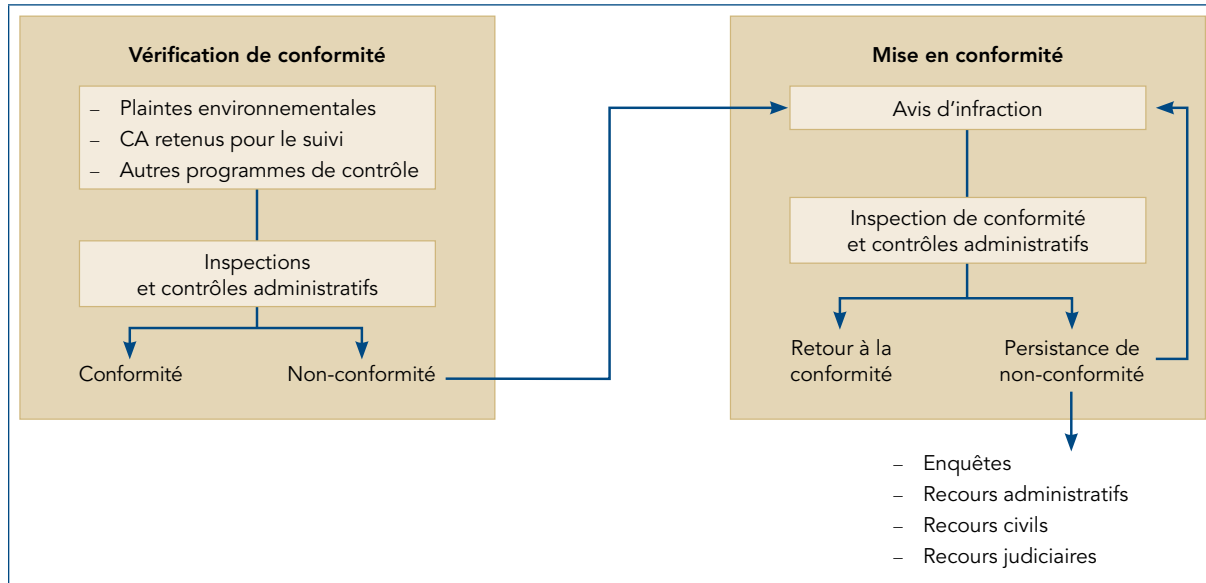 Vérification de conformité
– Plaintes environnementales
– CA retenus pour le suivi
– Autres programmes de contrôle
Inspections
et contrôles administratifs
Conformité
Non-conformité
Mise en conformité
Avis d'infraction
Inspection de conformité
et contrôles administratifs
Retour à la
conformité
Persistance de
non-conformité
– Enquêtes
– Recours administratifs
– Recours civils
– Recours judiciaires